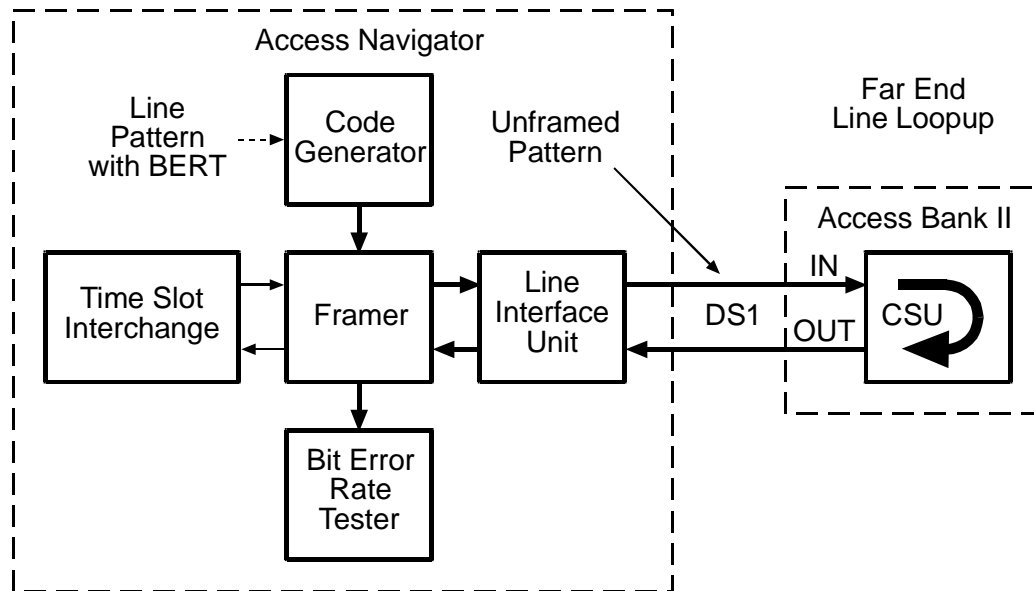 Access Navigator
Line
Pattern
with BERT
Code
Generator
Unframed
Pattern
Far End
Line Loopup
Access Bank II
Time Slot
Interchange
Framer
Line
Interface
Unit
DS1
IN
OUT
CSU
Bit Error
Rate
Tester